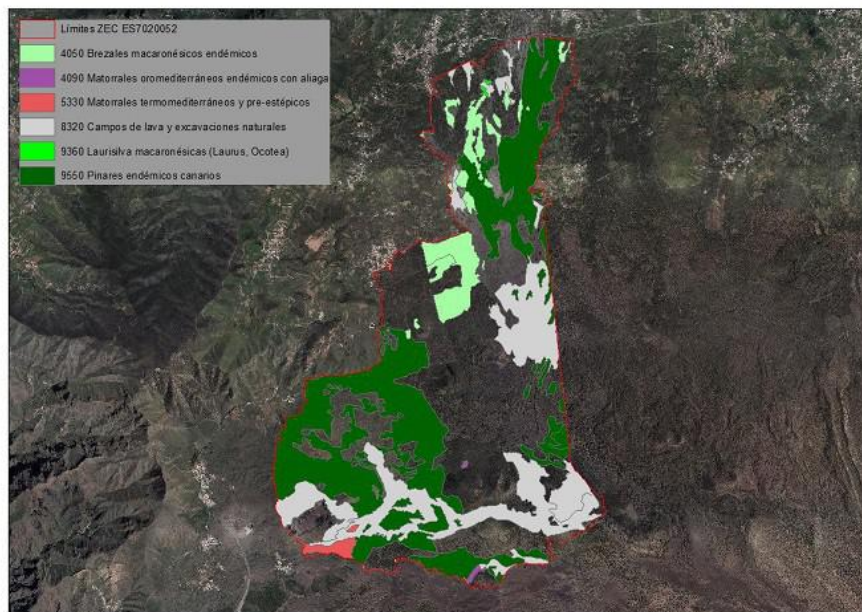 Límites ZEC ES7020052
4050 Brezales macaronésicos endémicos
4090 Matorrales oromediterráneos endémicos con aliaga
5330 Matorrales termomediterráneos y pre-estépicos
8320 Campos de lava y excavaciones naturales
9360 Laurisilva macaronésicas (Laurus, Ocotea)
9550 Pinares endémicos canarios